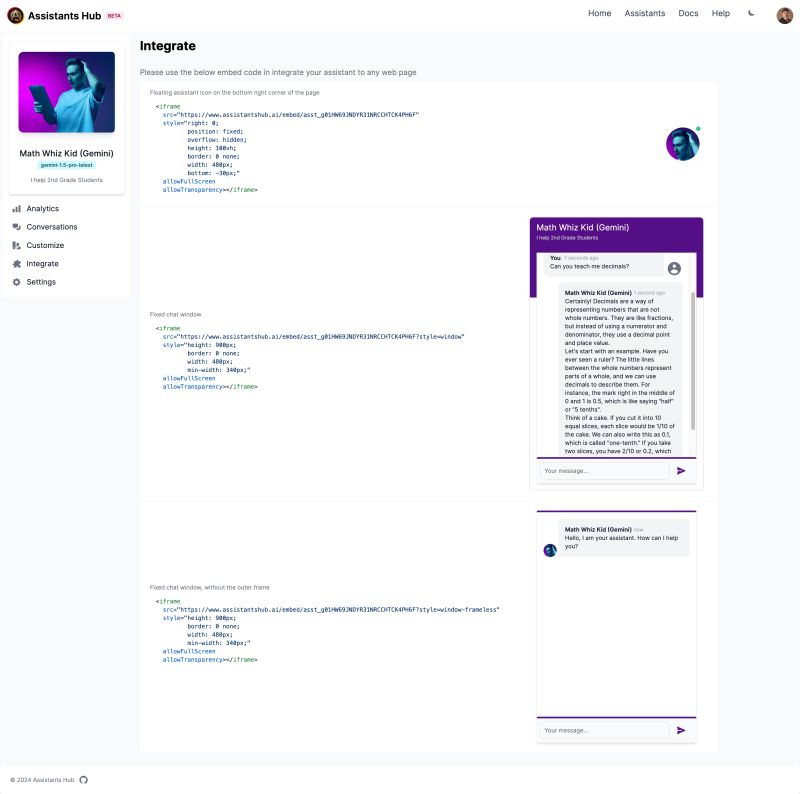 Assistants Hub BETA
Home Assistants Docs Help
Math Whiz Kid (Gemini)
gemini-1.5-pro-latest
I help 2nd Grade Students
Analytics
Conversations
Customize
Integrate
Settings
Integrate
Please use the below embed code in integrate your assistant to any web page
Floating assistant icon on the bottom right corner of the page
<iframe
src="https://www.assistantshub.ai/embed/asst_g01HW69JNDYR31NRCCHTCK4PH6F"
style="right: 0;
position: fixed;
overflow: hidden;
height: 100vh;
border: 0 none;
width: 480px;
bottom: -30px;"
allowFullScreen
allowTransparency></iframe>
Fixed chat window
<iframe
src="https://www.assistantshub.ai/embed/asst_g01HW69JNDYR31NRCCHTCK4PH6F?style=window"
style="height: 900px;
border: 0 none;
width: 480px;
min-width: 340px;"
allowFullScreen
allowTransparency></iframe>
Math Whiz Kid (Gemini)
I help 2nd Grade Students
You 7 seconds ago
Can you teach me decimals?
Math Whiz Kid (Gemini) 1 second ago
Certainly! Decimals are a way of
representing numbers that are not
whole numbers. They are like fractions,
but instead of using a numerator and
denominator, they use a decimal point
and place value.
Let's start with an example. Have you
ever seen a ruler? The little lines
between the whole numbers represent
parts of a whole, and we can use
decimals to describe them. For
instance, the mark right in the middle of
0 and 1 is 0.5, which is like saying "half"
or "5 tenths".
Think of a cake. If you cut it into 10
equal slices, each slice would be 1/10 of
the cake. We can also write this as 0.1,
which is called "one-tenth." If you take
two slices, you have 2/10 or 0.2, which
Your message...
Fixed chat window, without the outer frame
<iframe
src="https://www.assistantshub.ai/embed/asst_g01HW69JNDYR31NRCCHTCK4PH6F?style=window-frameless"
style="height: 900px;
border: 0 none;
width: 480px;
min-width: 340px;"
allowFullScreen
allowTransparency></iframe>
Math Whiz Kid (Gemini) now
Hello, I am your assistant. How can I help
you?
Your message...
© 2024 Assistants Hub